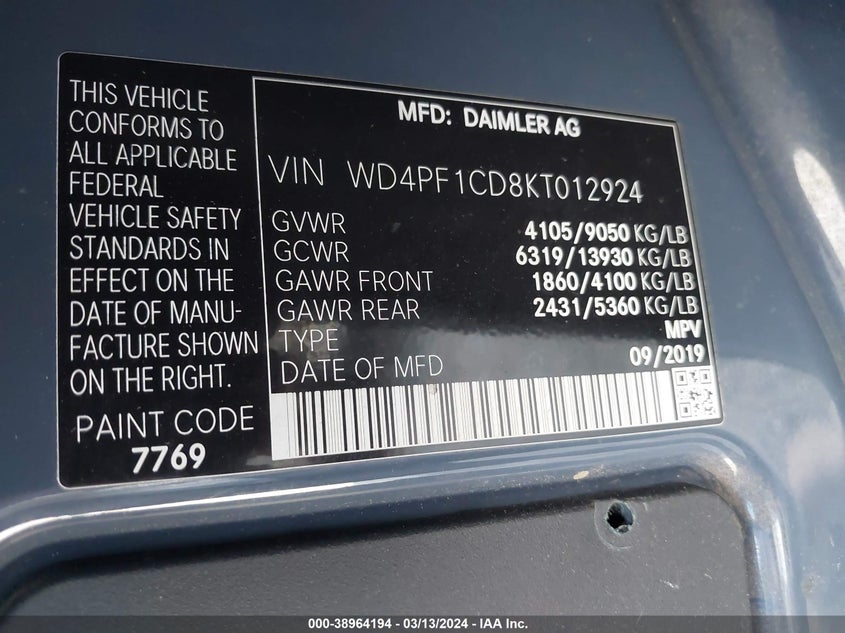 THIS VEHICLE
CONFORMS TO
ALL APPLICABLE
FEDERAL
VEHICLE SAFETY
STANDARDS IN
EFFECT ON THE
DATE OF MANU-
FACTURE SHOWN
ON THE RIGHT.
PAINT CODE
7769
MFD: DAIMLER AG
VIN WD4PF1CD8KT012924
GVWR 4105/9050 KG/LB
GCWR 6319/13930 KG/LB
GAWR FRONT 1860/4100 KG/LB
GAWR REAR 2431/5360 KG/LB
TYPE MPV
DATE OF MFD 09/2019
000-38964194 - 03/13/2024 - IAA Inc.